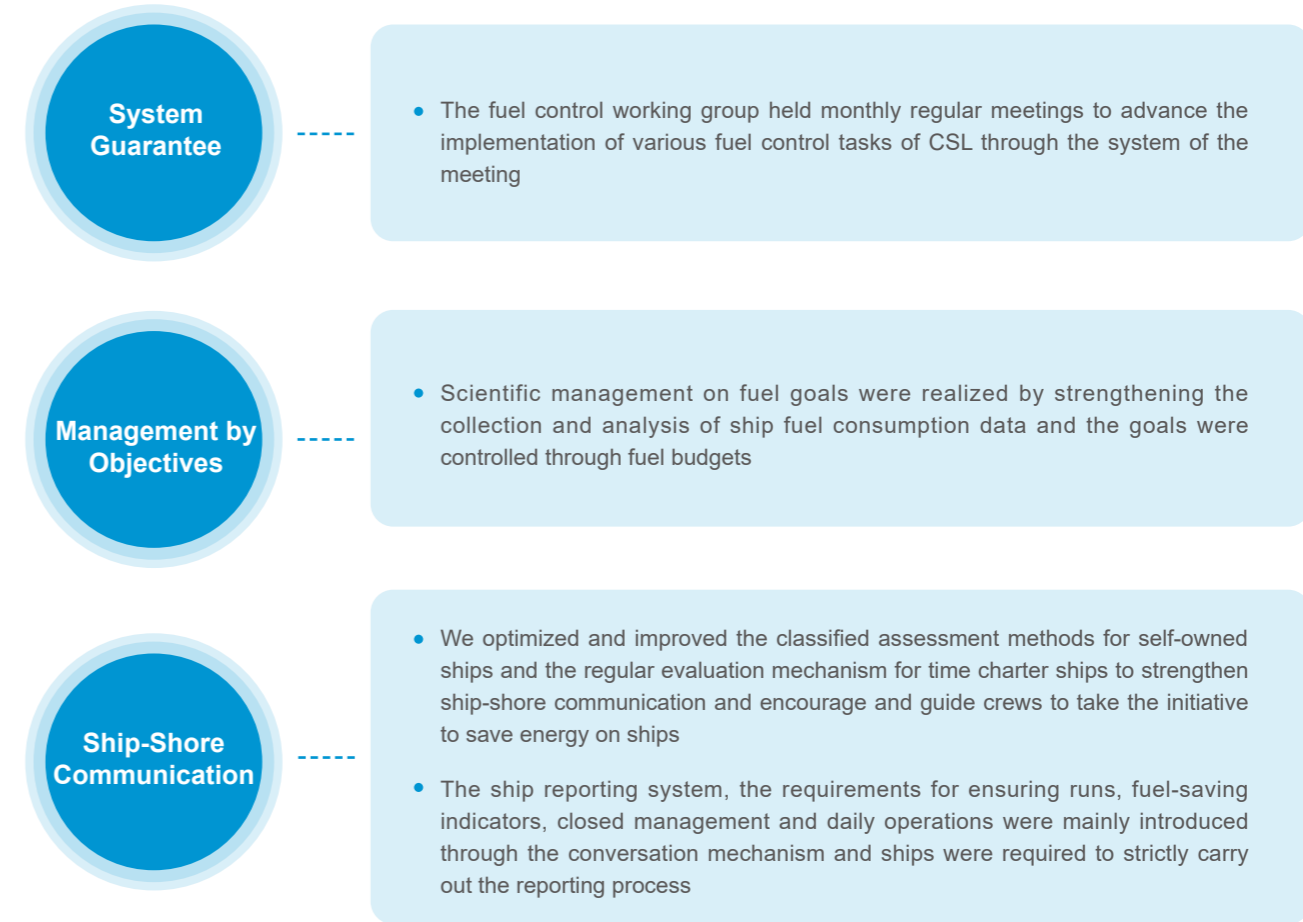 System
Guarantee
• The fuel control working group held monthly regular meetings to advance the
implementation of various fuel control tasks of CSL through the system of the
meeting
Management by
Objectives
• Scientific management on fuel goals were realized by strengthening the
collection and analysis of ship fuel consumption data and the goals were
controlled through fuel budgets
Ship-Shore
Communication
• We optimized and improved the classified assessment methods for self-owned
ships and the regular evaluation mechanism for time charter ships to strengthen
ship-shore communication and encourage and guide crews to take the initiative
to save energy on ships
• The ship reporting system, the requirements for ensuring runs, fuel-saving
indicators, closed management and daily operations were mainly introduced
through the conversation mechanism and ships were required to strictly carry
out the reporting process